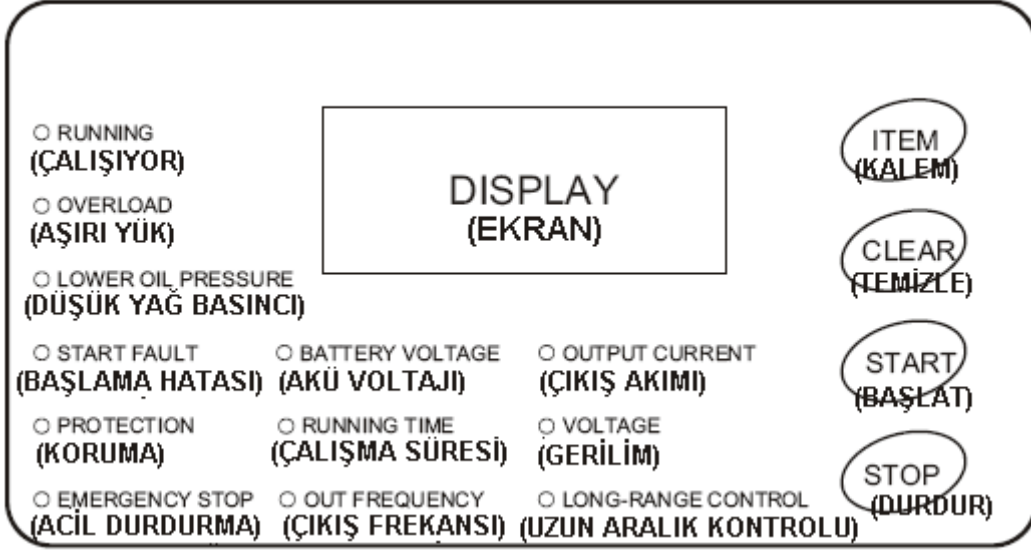 RUNNING
(ÇALIŞIYOR)
OVERLOAD
(AŞIRI YÜK)
LOWER OIL PRESSURE
(DÜŞÜK YAĞ BASINCI)
DISPLAY
(EKRAN)
ITEM
(KALEM)
CLEAR
(TEMİZLE)
START FAULT
(BAŞLAMA HATASI)
BATTERY VOLTAGE
(AKÜ VOLTAJI)
OUTPUT CURRENT
(ÇIKIŞ AKIMI)
START
(BAŞLAT)
PROTECTION
(KORUMA)
RUNNING TIME
(ÇALIŞMA SÜRESİ)
VOLTAGE
(GERİLİM)
EMERGENCY STOP
(ACİL DURDURMA)
OUT FREQUENCY
(ÇIKIŞ FREKANSI)
LONG-RANGE CONTROL
(UZUN ARALIK KONTROLU)
STOP
(DURDUR)